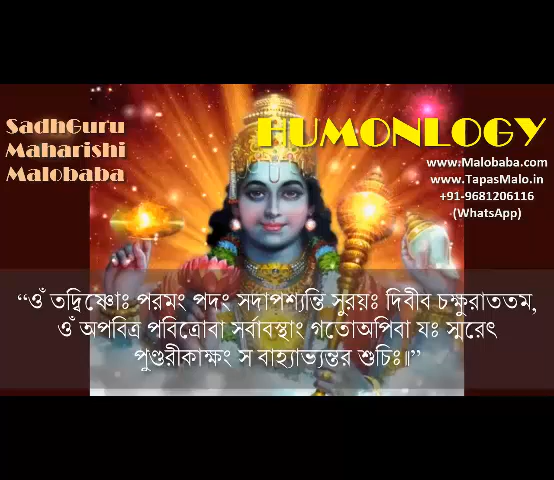 SadhGuru
Maharishi
Malobaba
HUMONLOGY
www.Malobaba.com
www.TapasMalo.in
+91-9681206116
(WhatsApp)
“ওঁ তদ্বিষ্ণোঃ পরমং পদং সর্দাপশ্যন্তি সুরয়ঃ দিবীব চক্ষুরাততম,
ওঁ অপবিত্র পবিত্রোবা সর্বাবস্থাং গতোঅপিবা যঃ স্মরেৎ
পুণ্ডরীকাক্ষং স বাহ্যাভ্যন্তর শুচিঃ॥”